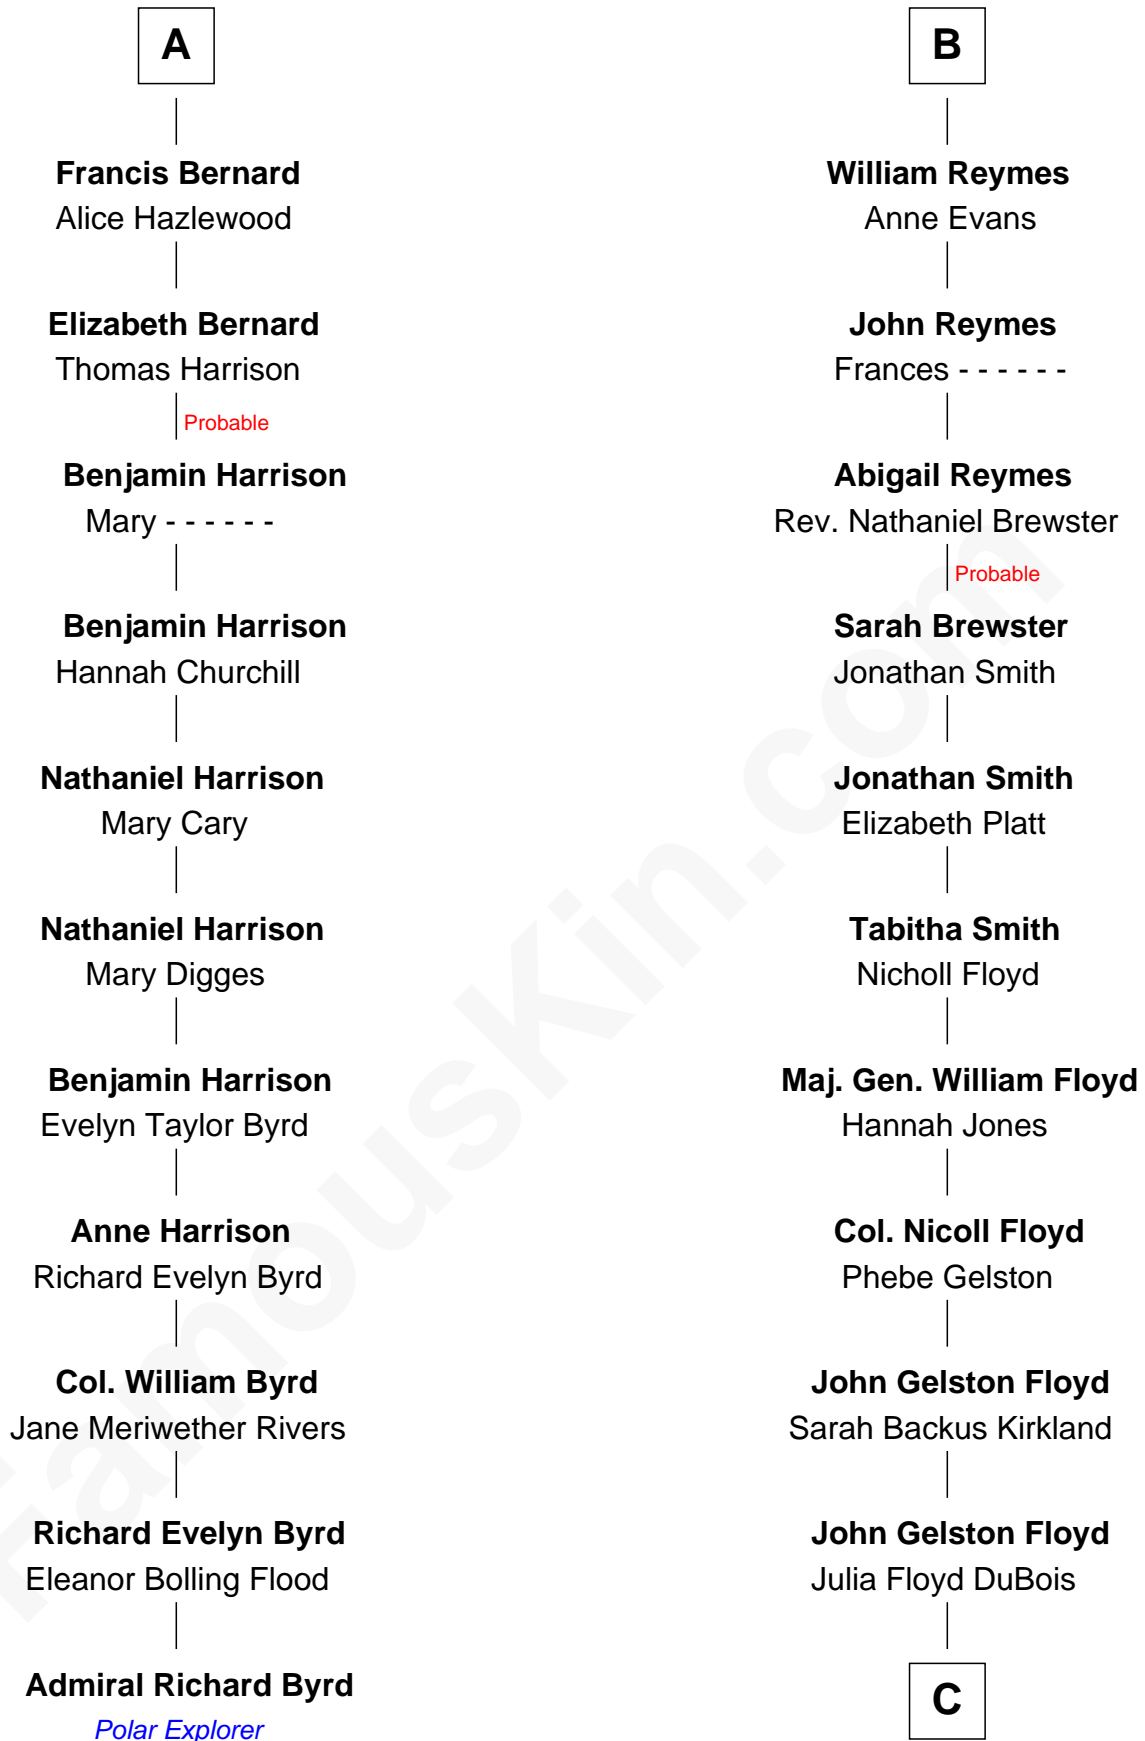 A
Francis Bernard
Alice Hazlewood
Elizabeth Bernard
Thomas Harrison
Probable
Benjamin Harrison
Mary - - - - - -
Benjamin Harrison
Hannah Churchill
Nathaniel Harrison
Mary Cary
Nathaniel Harrison
Mary Digges
Benjamin Harrison
Evelyn Taylor Byrd
Anne Harrison
Richard Evelyn Byrd
Col. William Byrd
Jane Meriwether Rivers
Richard Evelyn Byrd
Eleanor Bolling Flood
Admiral Richard Byrd
Polar Explorer
B
William Reymes
Anne Evans
John Reymes
Frances - - - - - -
Abigail Reymes
Rev. Nathaniel Brewster
Probable
Sarah Brewster
Jonathan Smith
Jonathan Smith
Elizabeth Platt
Tabitha Smith
Nicholl Floyd
Maj. Gen. William Floyd
Hannah Jones
Col. Nicoll Floyd
Phebe Gelston
John Gelston Floyd
Sarah Backus Kirkland
John Gelston Floyd
Julia Floyd DuBois
C
FamousKin.com